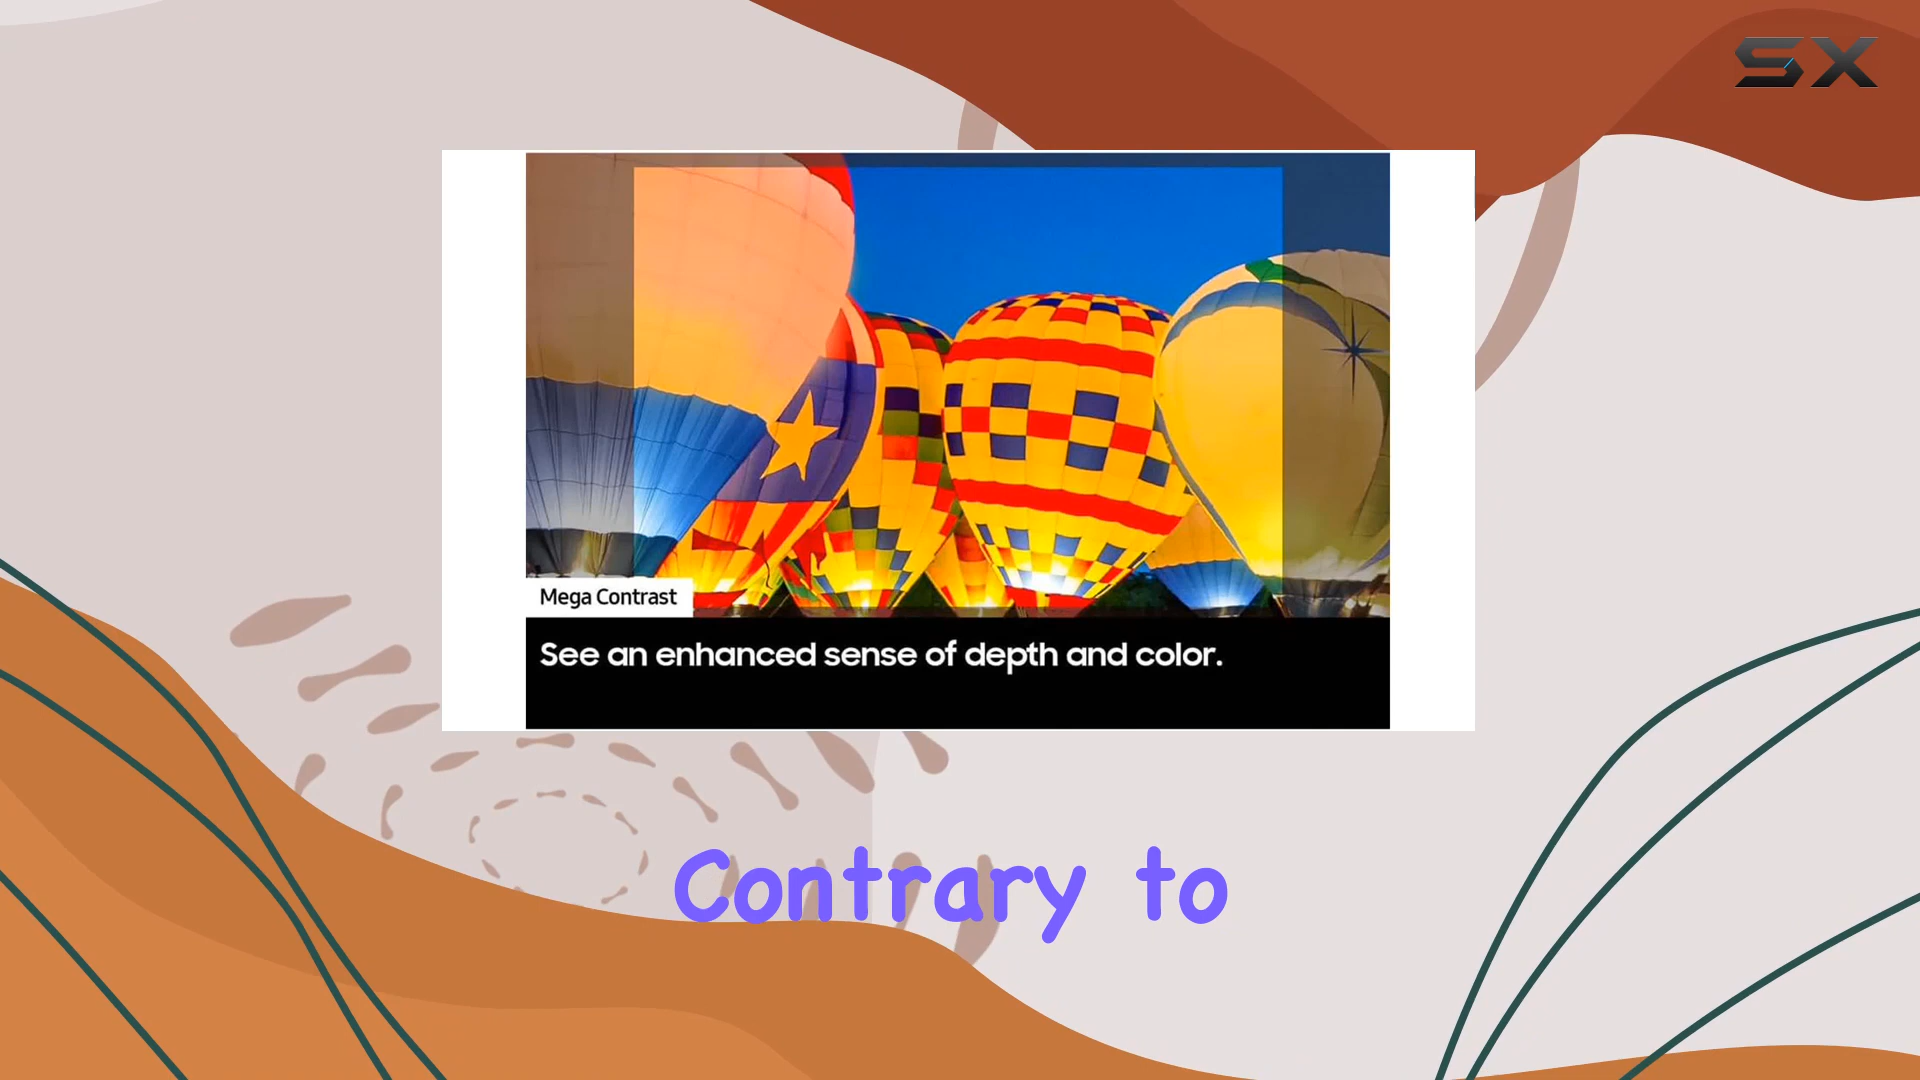 SX
Mega Contrast
See an enhanced sense of depth and color.
Contrary to